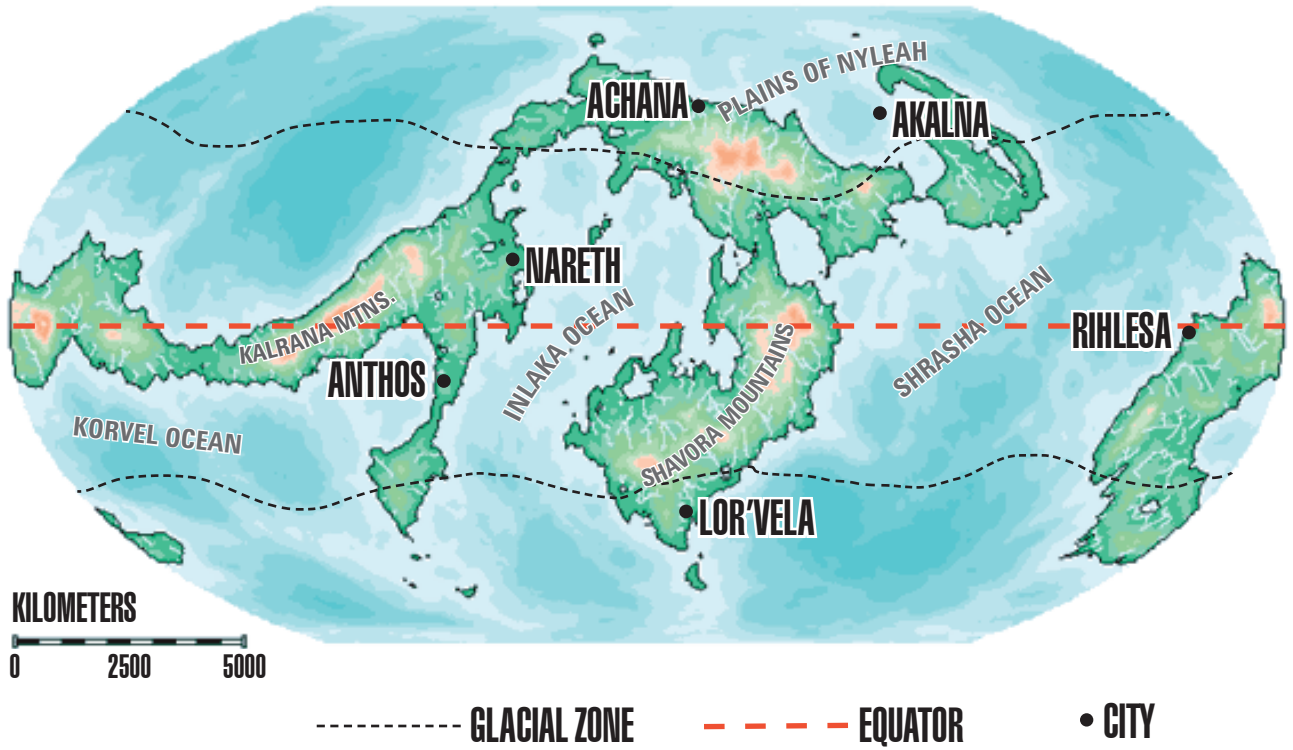 PLAINS OF NYLEAH
ACHANA
AKALNA
NARETH
KALRANA MTNS.
INLAKA OCEAN
SHRASHA OCEAN
RIHLESA
ANTHOS
SHAVORA MOUNTAINS
KORVEL OCEAN
LOR'VELA
KILOMETERS
0 2500 5000
GLACIAL ZONE EQUATOR CITY